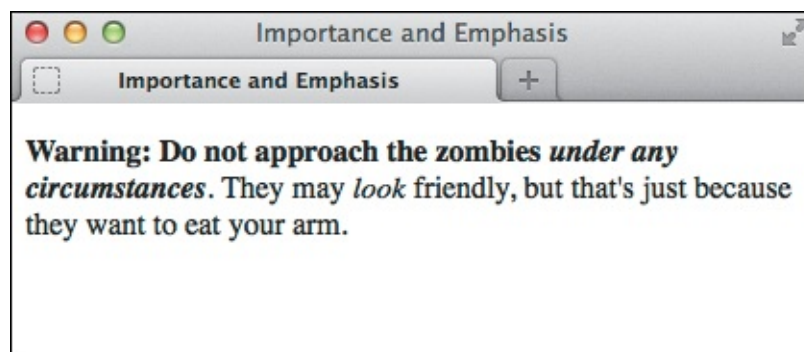 Importance and Emphasis
Importance and Emphasis
Warning: Do not approach the zombies under any
circumstances. They may look friendly, but that's just because
they want to eat your arm.